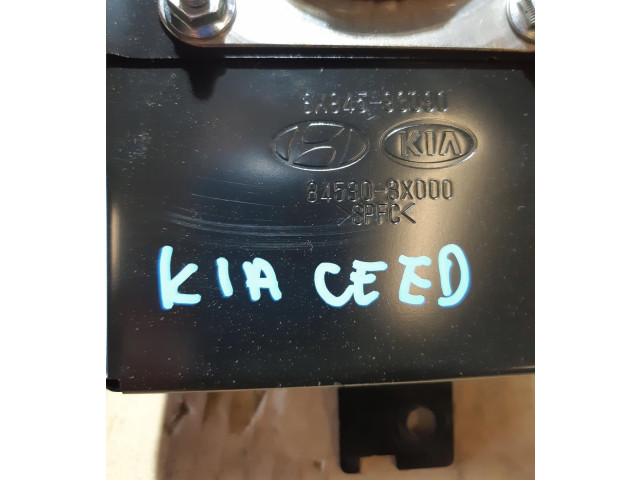 KIA
84530-3X000
>SPFC<
KIA CEED